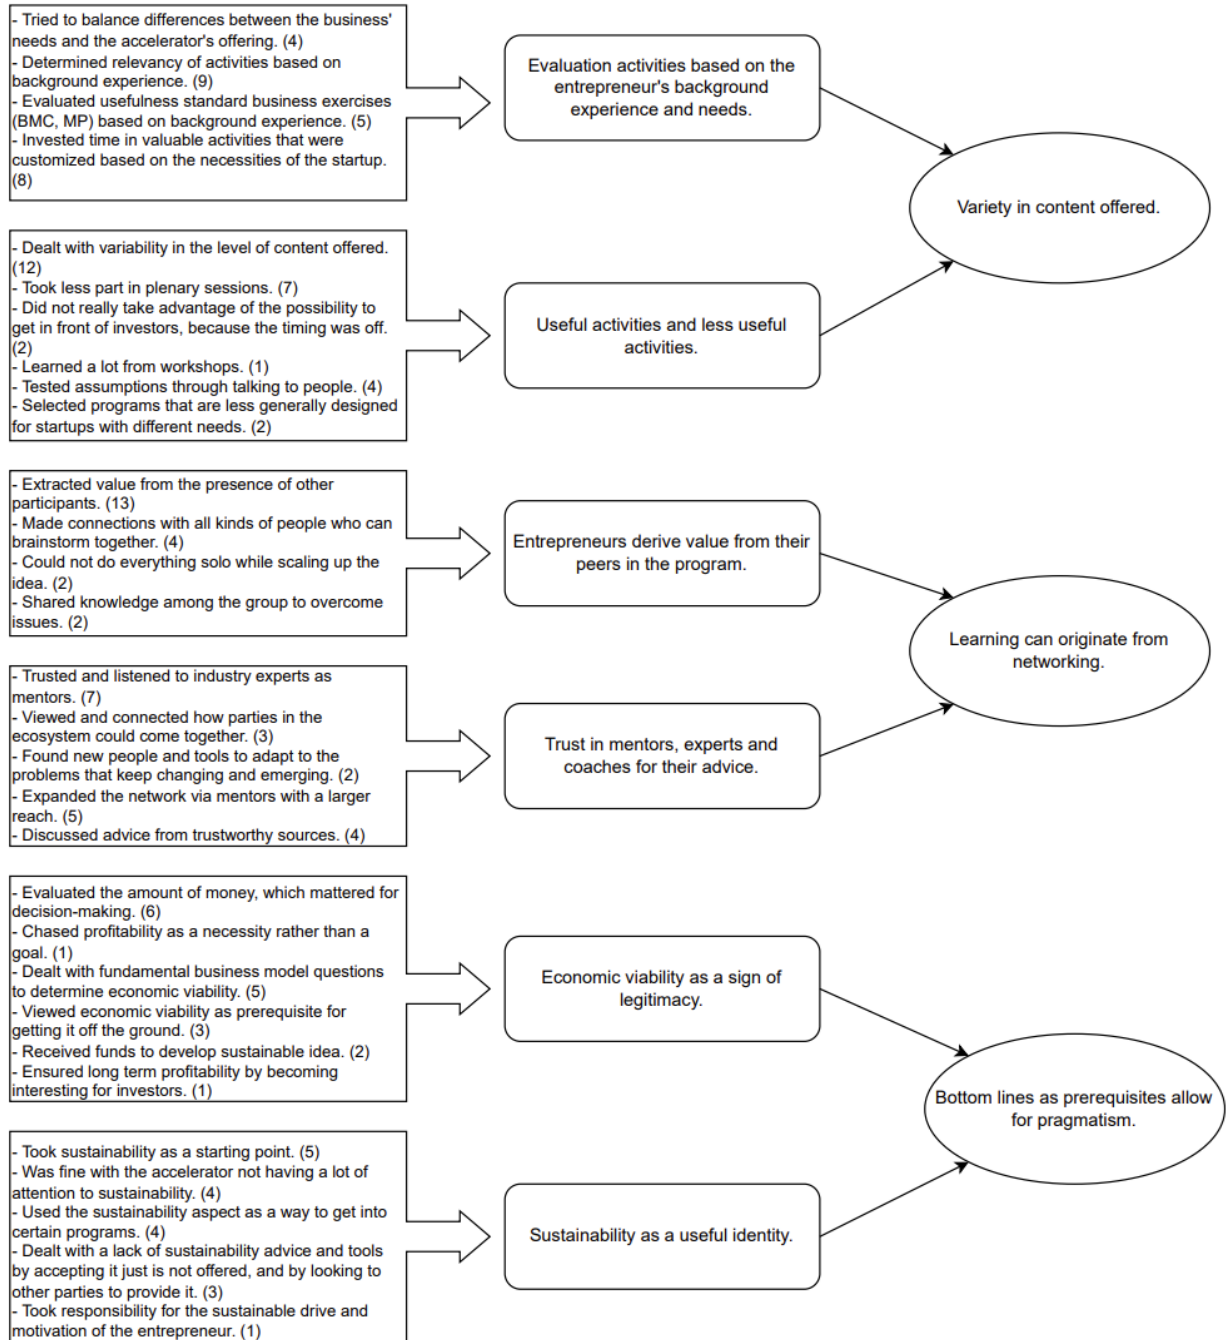 - Tried to balance differences between the business'
needs and the accelerator's offering. (4)
- Determined relevancy of activities based on
background experience. (9)
- Evaluated usefulness standard business exercises
(BMC, MP) based on background experience. (5)
- Invested time in valuable activities that were
customized based on the necessities of the startup.
(8)
Evaluation activities based on the
entrepreneur's background
experience and needs.
Variety in content offered.
- Dealt with variability in the level of content offered.
(12)
- Took less part in plenary sessions. (7)
- Did not really take advantage of the possibility to
get in front of investors, because the timing was off.
(2)
- Learned a lot from workshops. (1)
- Tested assumptions through talking to people. (4)
- Selected programs that are less generally designed
for startups with different needs. (2)
Useful activities and less useful
activities.
- Extracted value from the presence of other
participants. (13)
- Made connections with all kinds of people who can
brainstorm together. (4)
- Could not do everything solo while scaling up the
idea. (2)
- Shared knowledge among the group to overcome
issues. (2)
Entrepreneurs derive value from their
peers in the program.
Learning can originate from
networking.
- Trusted and listened to industry experts as
mentors. (7)
- Viewed and connected how parties in the
ecosystem could come together. (3)
- Found new people and tools to adapt to the
problems that keep changing and emerging. (2)
- Expanded the network via mentors with a larger
reach. (5)
- Discussed advice from trustworthy sources. (4)
Trust in mentors, experts and
coaches for their advice.
- Evaluated the amount of money, which mattered for
decision-making. (6)
- Chased profitability as a necessity rather than a
goal. (1)
- Dealt with fundamental business model questions
to determine economic viability. (5)
- Viewed economic viability as prerequisite for
getting it off the ground. (3)
- Received funds to develop sustainable idea. (2)
- Ensured long term profitability by becoming
interesting for investors. (1)
Economic viability as a sign of
legitimacy.
Bottom lines as prerequisites allow
for pragmatism.
- Took sustainability as a starting point. (5)
- Was fine with the accelerator not having a lot of
attention to sustainability. (4)
- Used the sustainability aspect as a way to get into
certain programs. (4)
- Dealt with a lack of sustainability advice and tools
by accepting it just is not offered, and by looking to
other parties to provide it. (3)
- Took responsibility for the sustainable drive and
motivation of the entrepreneur. (1)
Sustainability as a useful identity.